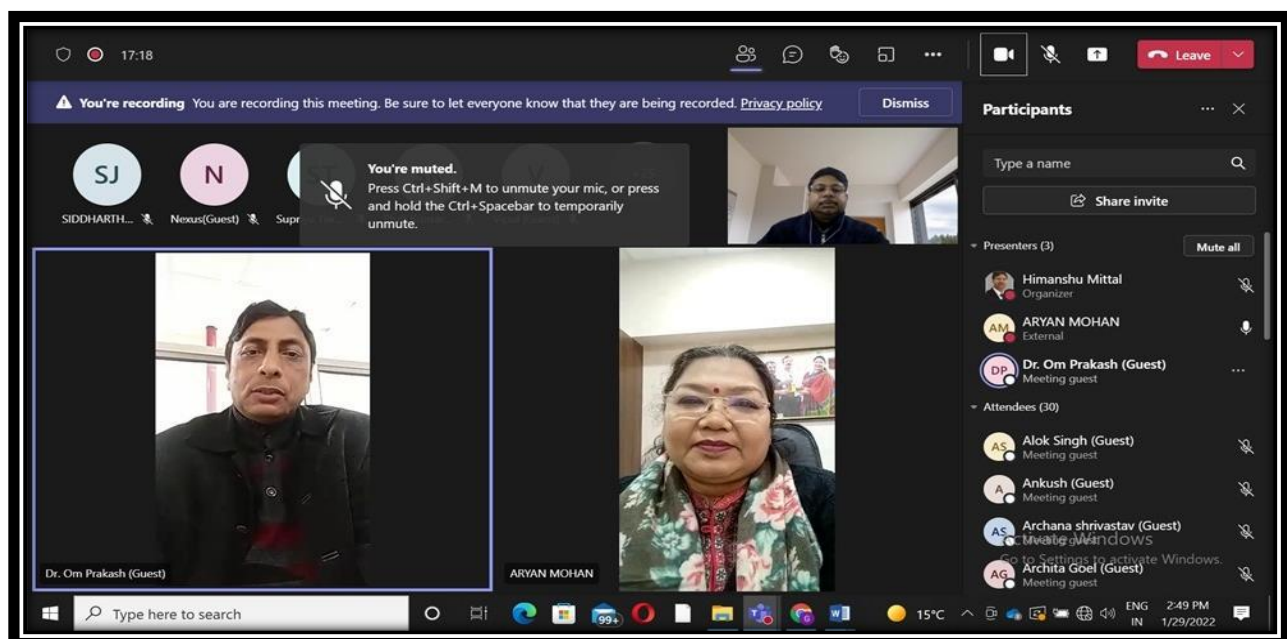 17:18
Leave
You're recording You are recording this meeting. Be sure to let everyone know that they are being recorded. Privacy policy Dismiss
SJ
N
SIDDHARTH...
Nexus(Guest)
You're muted.
Press Ctrl+Shift+M to unmute your mic, or press
and hold the Ctrl+Spacebar to temporarily
unmute.
Dr. Om Prakash (Guest)
ARYAN MOHAN
Participants
Type a name
Share invite
Presenters (3) Mute all
Himanshu Mittal
Organizer
AM ARYAN MOHAN
External
DP Dr. Om Prakash (Guest)
Meeting guest
Attendees (30)
AS Alok Singh (Guest)
Meeting guest
A Ankush (Guest)
Meeting guest
AS Archana shrivastav (Guest)
Meeting guest
Activate Windows
Go to Settings to activate Windows.
AG Archita Goel (Guest)
Meeting guest
Type here to search
99+
15°C
ENG
IN
2:49 PM
1/29/2022